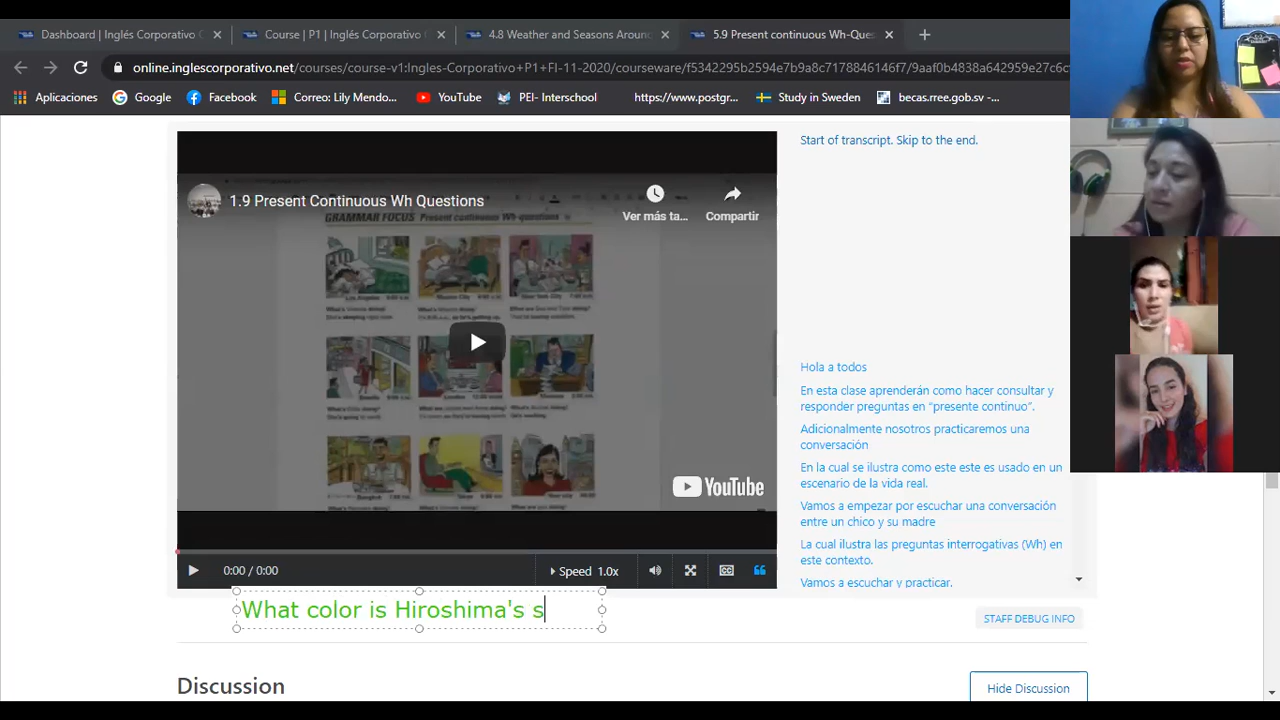 Dashboard | Inglés Corporativo
Course | P1 | Inglés Corporativo
4.8 Weather and Seasons Aroun
5.9 Present continuous Wh-Ques
online.inglescorporativo.net/courses/course-v1:Ingles-Corporativo+P1+
Aplicaciones
Google
Facebook
Correo: Lily Mendo...
YouTube
PEI- Interschool
https://www.postgr...
Study in Sweden
becas.rree.gob.sv -...
1.9 Present Continuous Wh Questions
Ver más ta...
Compartir
GRAMMAR FOCUS Present continuous Wh-questions
YouTube
0:00 / 0:00
Speed 1.0x
Start of transcript. Skip to the end.
Hola a todos
En esta clase aprenderán como hacer consultar y
responder preguntas en “presente continuo”.
Adicionalmente nosotros practicaremos una
conversación
En la cual se ilustra como este este es usado en un
escenario de la vida real.
Vamos a empezar por escuchar una conversación
entre un chico y su madre
La cual ilustra las preguntas interrogativas (Wh) en
este contexto.
Vamos a escuchar y practicar.
What color is Hiroshima's s
STAFF DEBUG INFO
Discussion
Hide Discussion